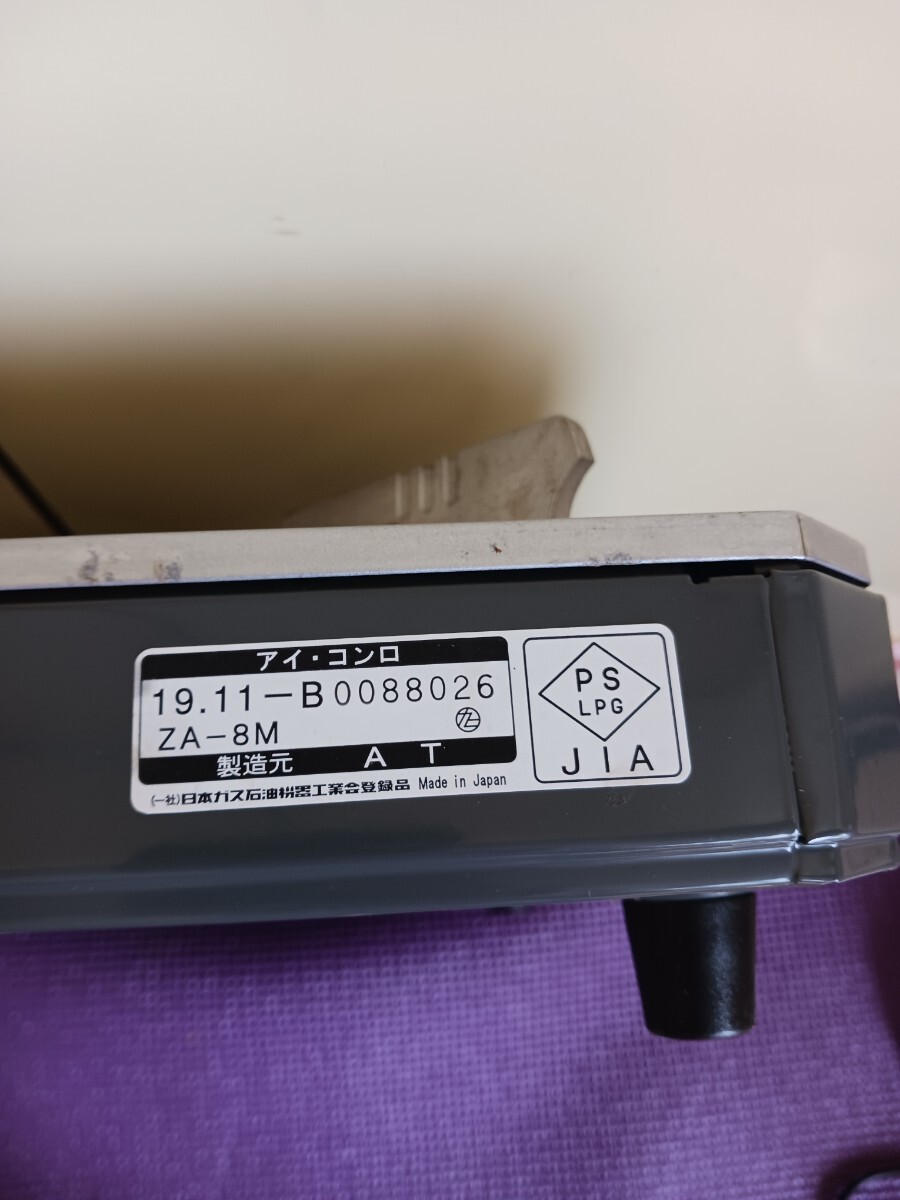 アイ・コンロ
19.11-B0088026
ZA-8M
製造元 A T
(一社)日本ガス石油機器工業会登録品 Made in Japan
PS
LPG
JIA